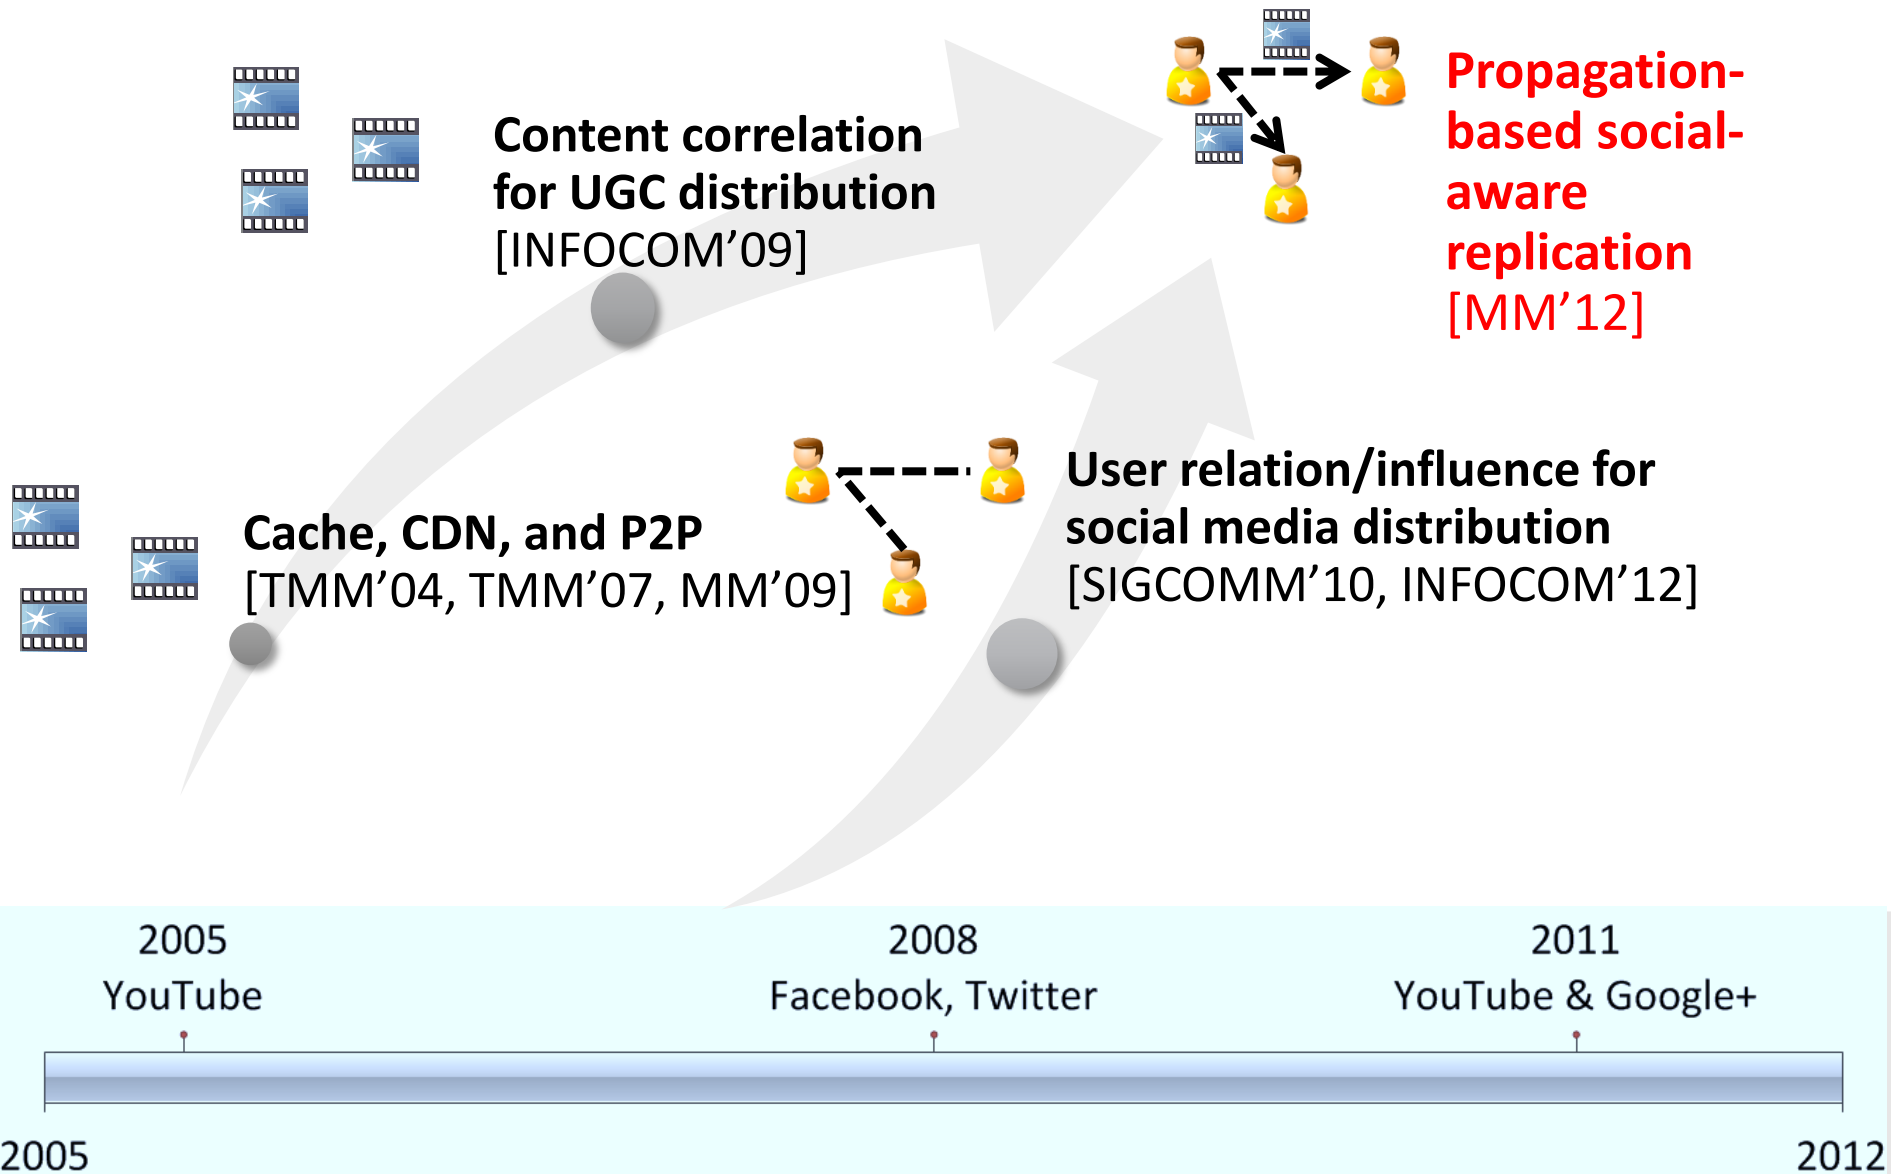 Content correlation
for UGC distribution
[INFOCOM’09]
Propagation-
based social-
aware
replication
[MM’12]
Cache, CDN, and P2P
[TMM’04, TMM’07, MM’09]
User relation/influence for
social media distribution
[SIGCOMM’10, INFOCOM’12]
2005
YouTube
2008
Facebook, Twitter
2011
YouTube & Google+
2005
2012